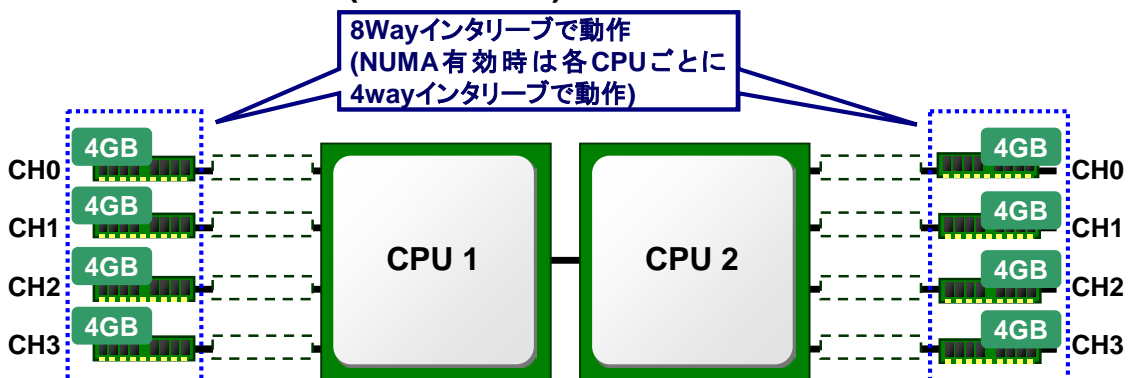 8Wayインタリーブで動作
(NUMA有効時は各CPUごとに
4wayインタリーブで動作)
4GB 4GB
CH0 CH0
4GB 4GB
CH1 CH1
CPU 1 CPU 2
4GB 4GB
CH2 CH2
4GB 4GB
CH3 CH3